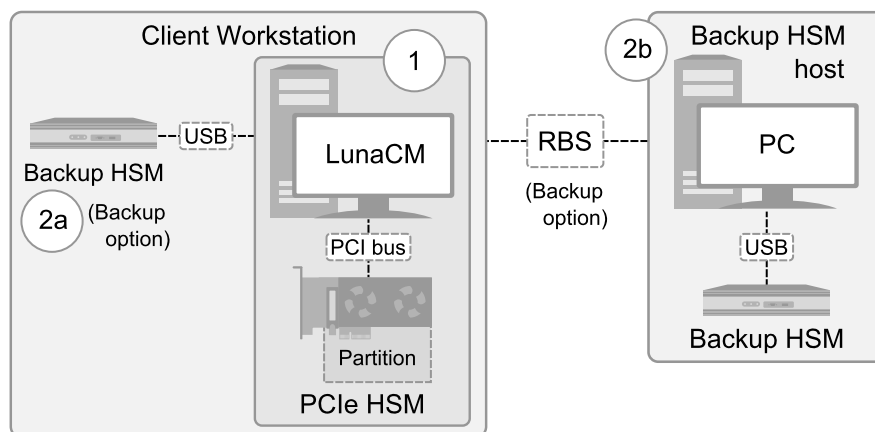 Client Workstation
1
USB
Backup HSM
2a
(Backup
option)
LunaCM
PCI bus
Partition
PCIe HSM
RBS
(Backup
option)
2b
Backup HSM
host
PC
USB
Backup HSM